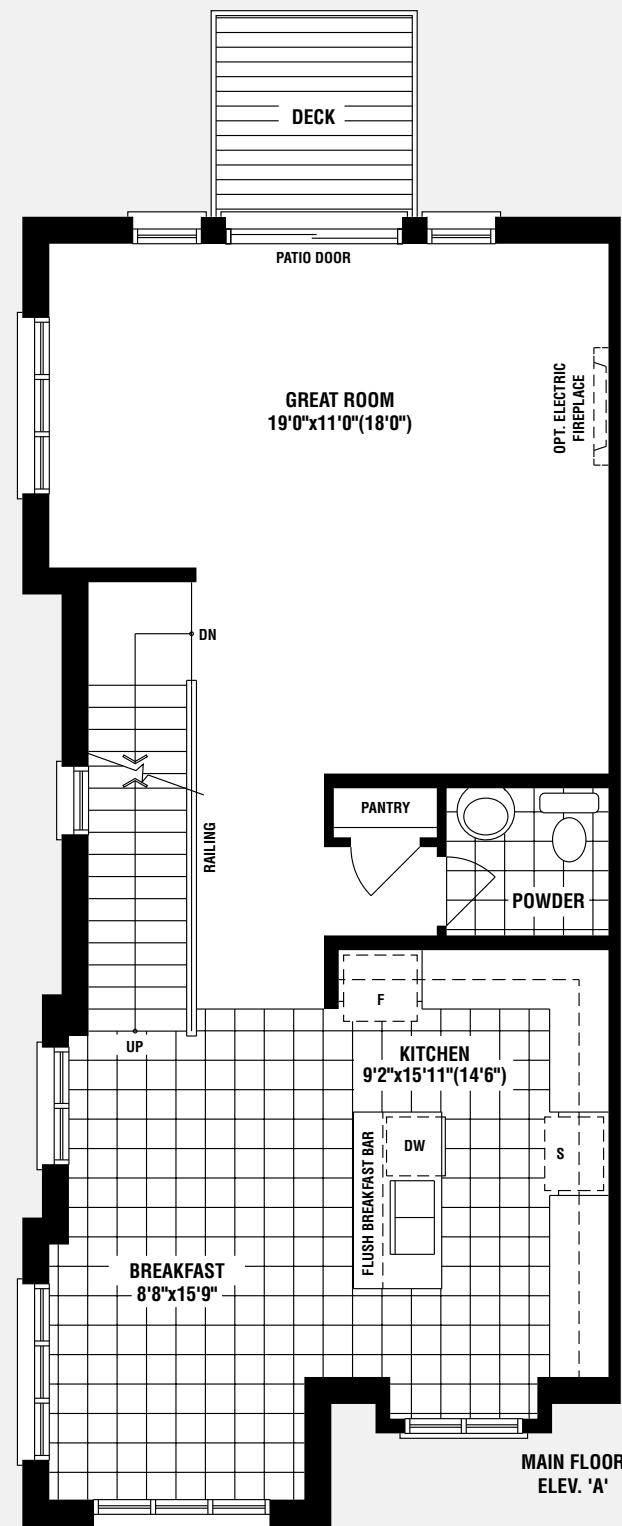 DECK
PATIO DOOR
GREAT ROOM
19'0"x11'0"(18'0")
OPT. ELECTRIC
FIREPLACE
DN
RAILING
PANTRY
POWDER
F
UP
KITCHEN
9'2"x15'11"(14'6")
DW
S
FLUSH BREAKFAST BAR
BREAKFAST
8'8"x15'9"
MAIN FLOOR
ELEV. 'A'